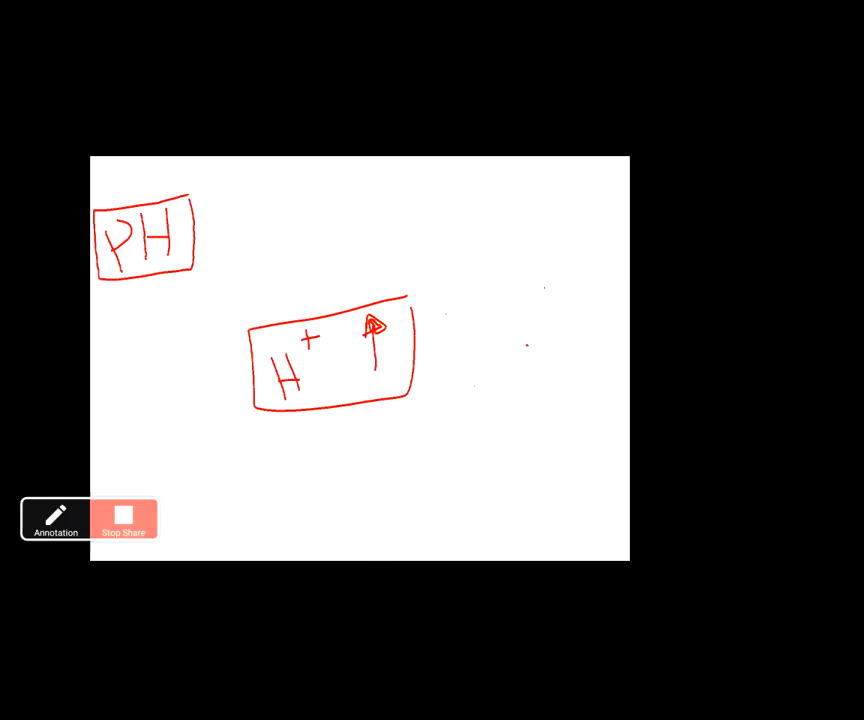 PH
H+ ↑
Annotation
Stop Share